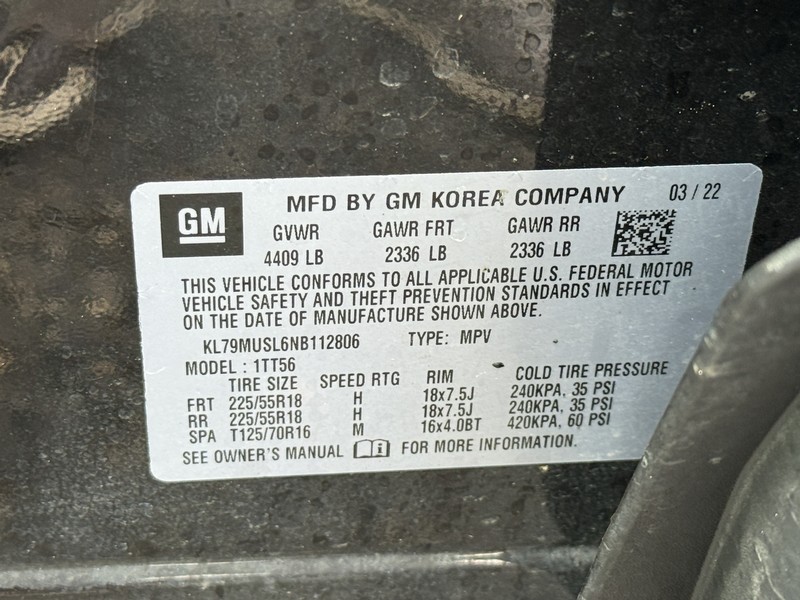 GM
MFD BY GM KOREA COMPANY 03 / 22
GVWR GAWR FRT GAWR RR
4409 LB 2336 LB 2336 LB
THIS VEHICLE CONFORMS TO ALL APPLICABLE U.S. FEDERAL MOTOR
VEHICLE SAFETY AND THEFT PREVENTION STANDARDS IN EFFECT
ON THE DATE OF MANUFACTURE SHOWN ABOVE.
KL79MUSL6NB112806 TYPE: MPV
MODEL : 1TT56
TIRE SIZE SPEED RTG RIM COLD TIRE PRESSURE
FRT 225/55R18 H 18x7.5J 240KPA, 35 PSI
RR 225/55R18 H 18x7.5J 240KPA, 35 PSI
SPA T125/70R16 M 16x4.0BT 420KPA, 60 PSI
SEE OWNER'S MANUAL FOR MORE INFORMATION.